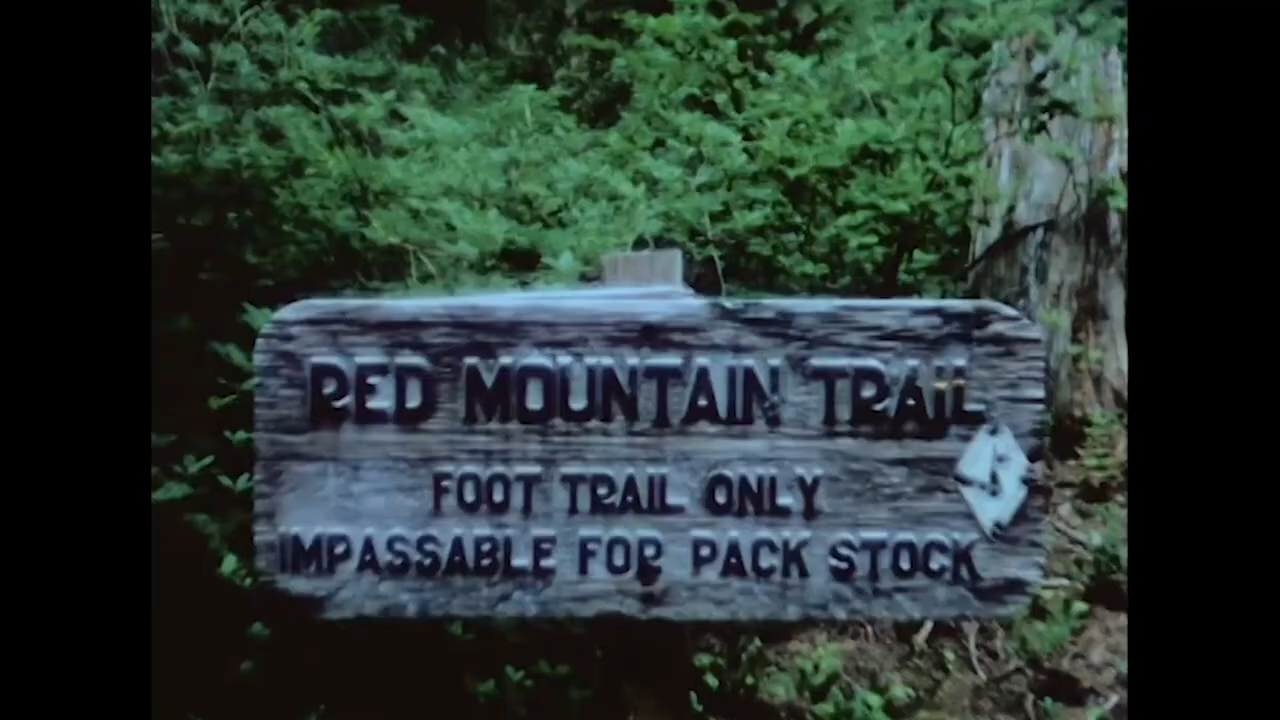 RED MOUNTAIN TRAIL
FOOT TRAIL ONLY
IMPASSABLE FOR PACK STOCK